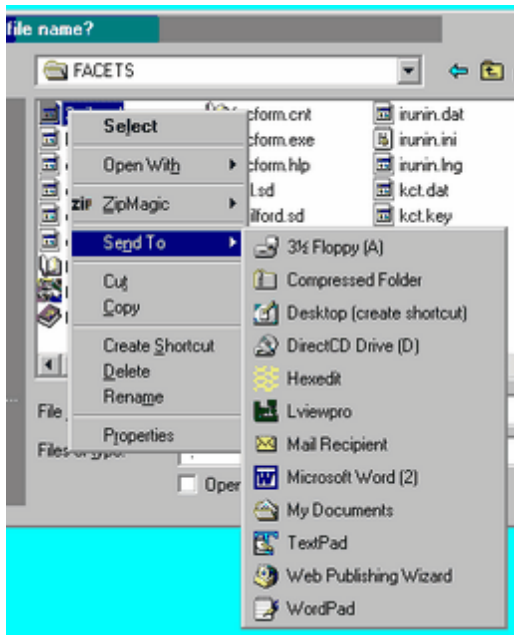 file name?
FACETS
Select
Open With
zip ZipMagic
Send To
Cut
Copy
Create Shortcut
Delete
Rename
Properties
cform.cnt
cform.exe
cform.hlp
l.sd
ilford.sd
irunin.dat
irunin.ini
irunin.lng
kct.dat
kct.key
3½ Floppy (A)
Compressed Folder
Desktop (create shortcut)
DirectCD Drive (D)
Hexedit
Lviewpro
Mail Recipient
Microsoft Word (2)
My Documents
TextPad
Web Publishing Wizard
WordPad
File
Files of type:
Oper